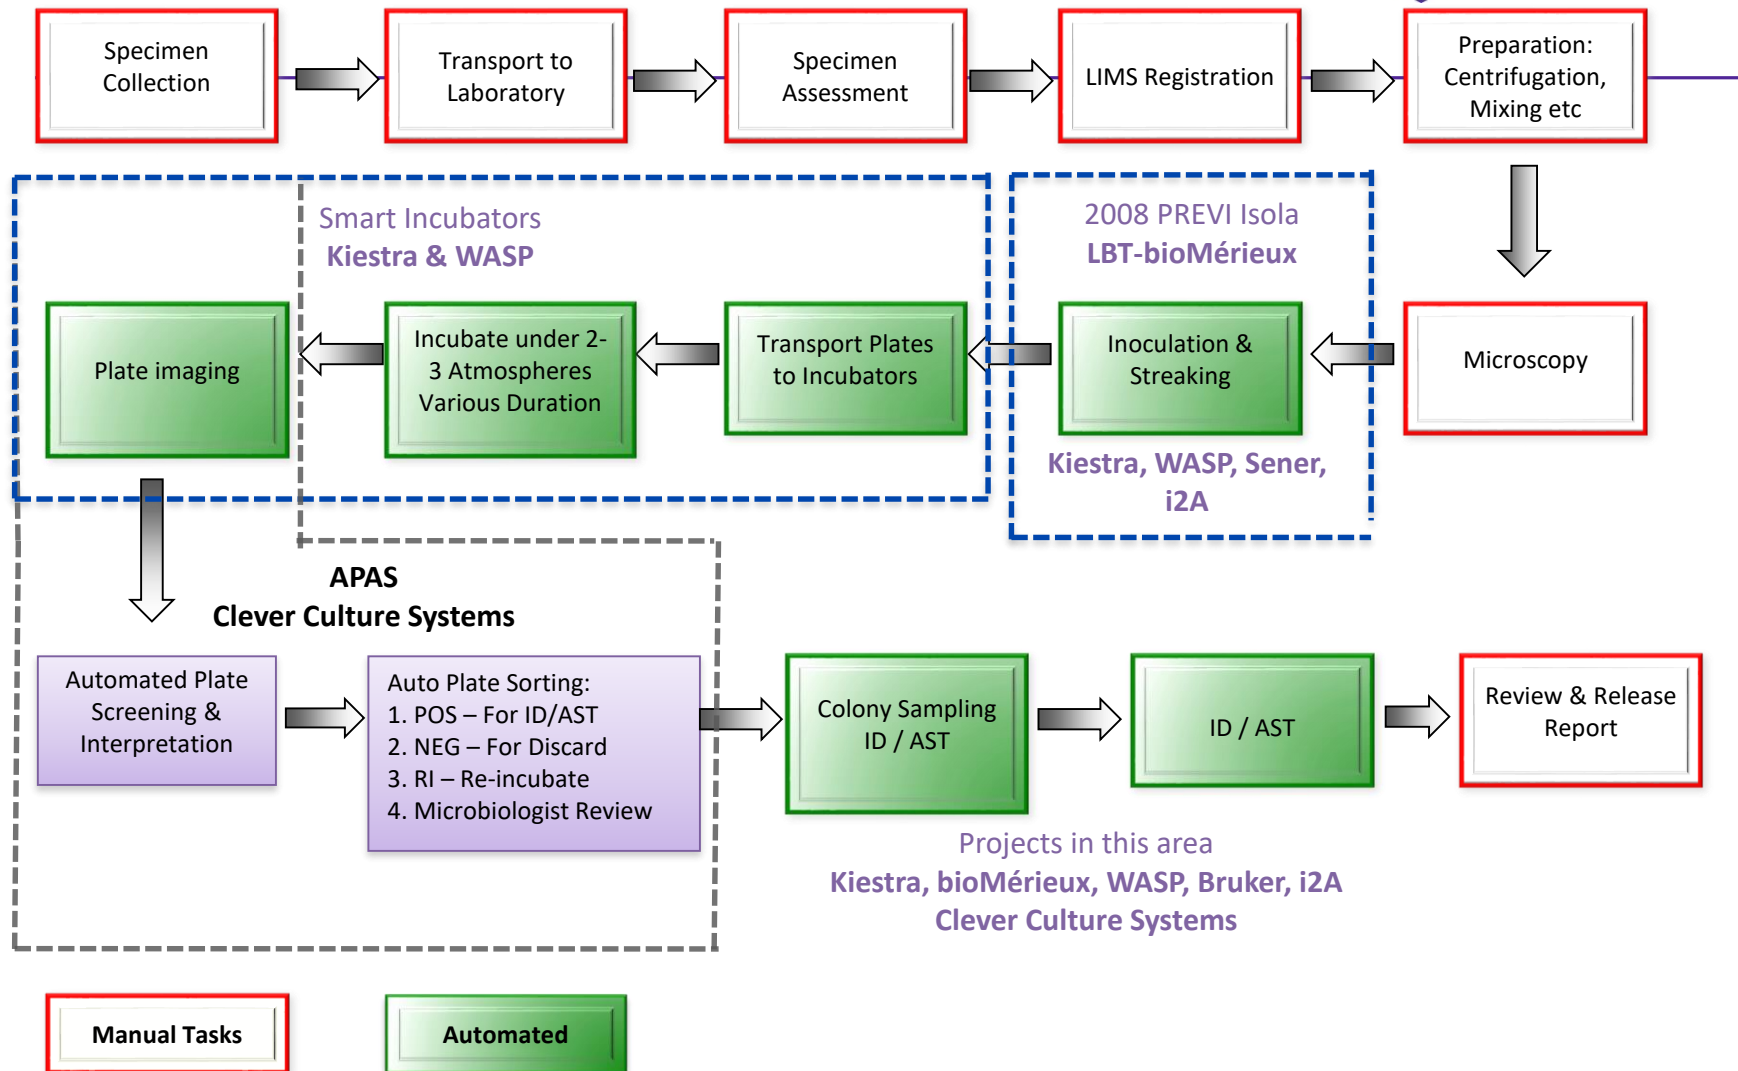 Specimen
Collection
Transport to
Laboratory
Specimen
Assessment
LIMS Registration
Preparation:
Centrifugation,
Mixing etc
Smart Incubators
Kiestra & WASP
2008 PREVI Isola
LBT-bioMérieux
Plate imaging
Incubate under 2-
3 Atmospheres
Various Duration
Transport Plates
to Incubators
Inoculation &
Streaking
Microscopy
Kiestra, WASP, Sener,
i2A
APAS
Clever Culture Systems
Automated Plate
Screening &
Interpretation
Auto Plate Sorting:
1. POS – For ID/AST
2. NEG – For Discard
3. RI – Re-incubate
4. Microbiologist Review
Colony Sampling
ID / AST
ID / AST
Review & Release
Report
Projects in this area
Kiestra, bioMérieux, WASP, Bruker, i2A
Clever Culture Systems
Manual Tasks
Automated